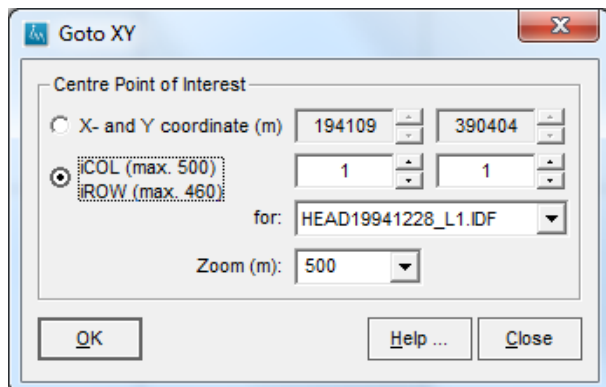 Goto XY
Centre Point of Interest
X- and Y coordinate (m) 194109 390404
iCOL (max. 500) 1 1
iROW (max. 460)
for: HEAD19941228_L1.IDF
Zoom (m): 500
OK Help ... Close